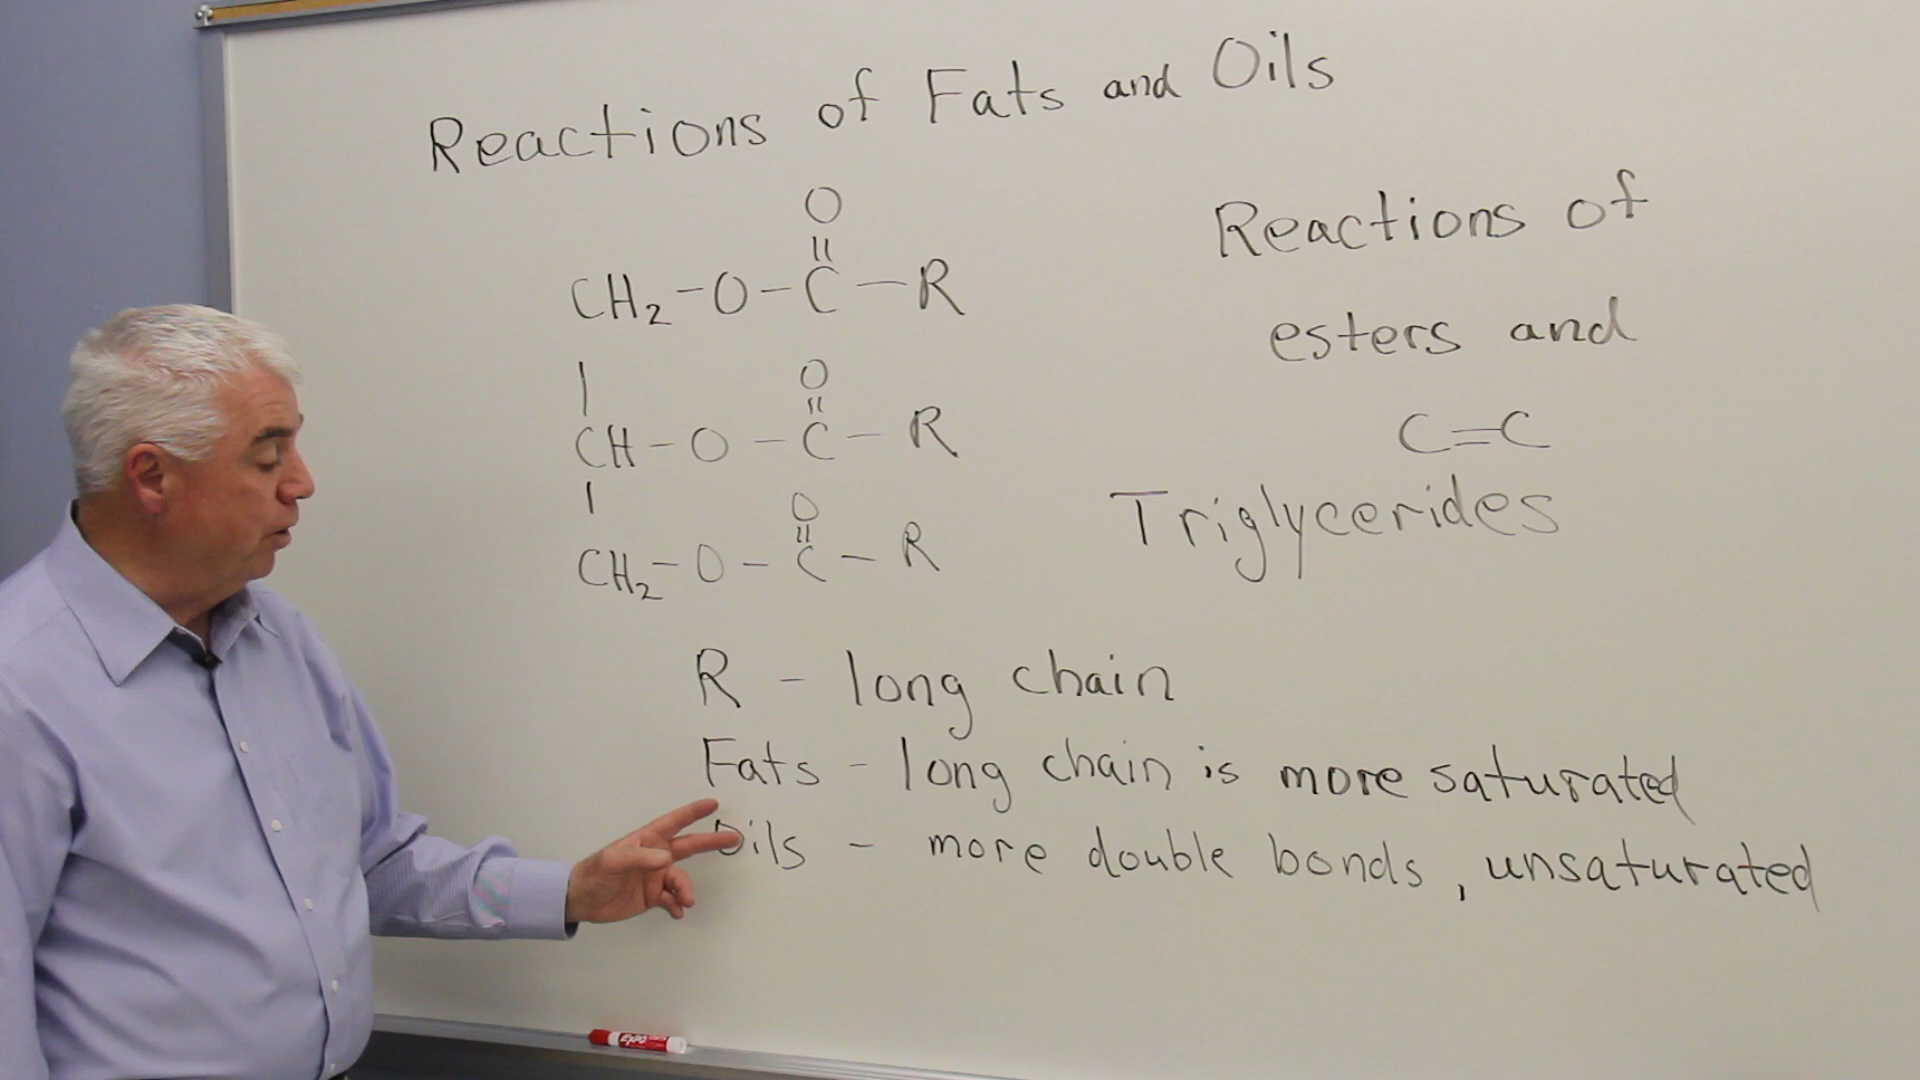 Reactions of Fats and Oils
O
CH₂-O-C-R
O
CH-O-C-R
O
CH₂-O-C-R
Reactions of
esters and
C=C
Triglycerides
R - long chain
Fats - long chain is more saturated
Oils - more double bonds, unsaturated
EXPO